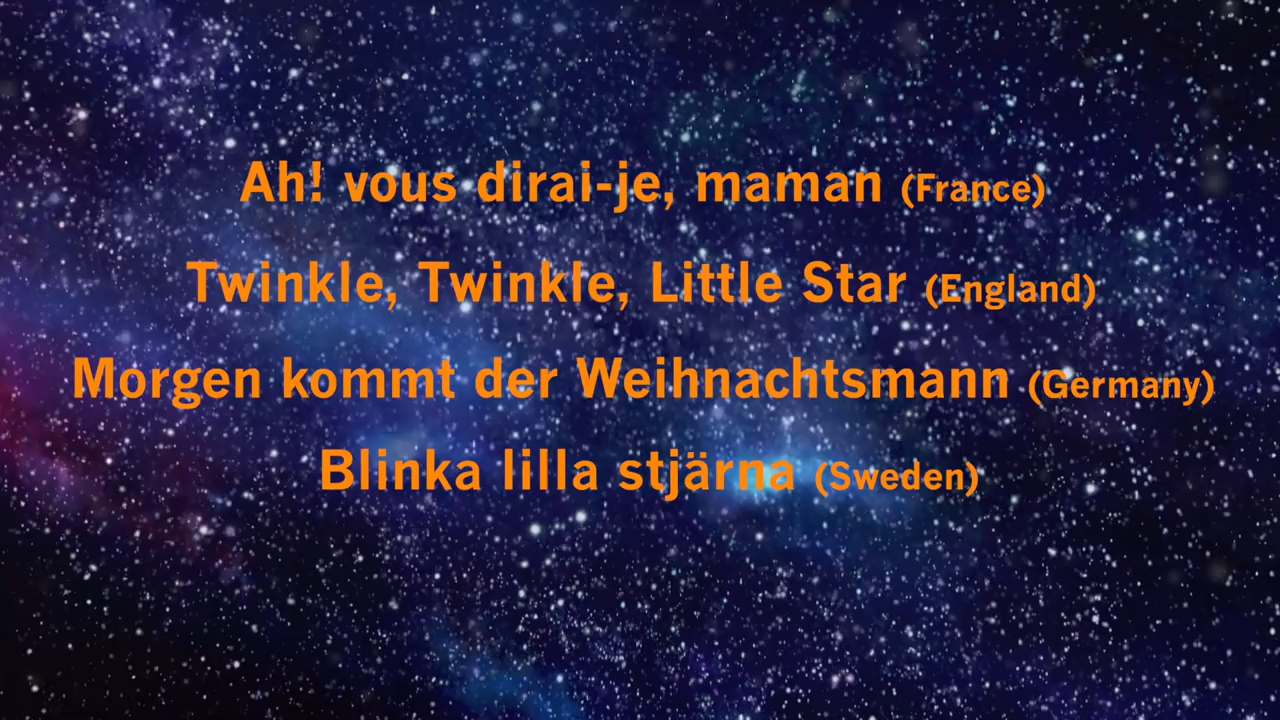 Ah! vous dirai-je, maman (France)
Twinkle, Twinkle, Little Star (England)
Morgen kommt der Weihnachtsmann (Germany)
Blinka lilla stjärna (Sweden)